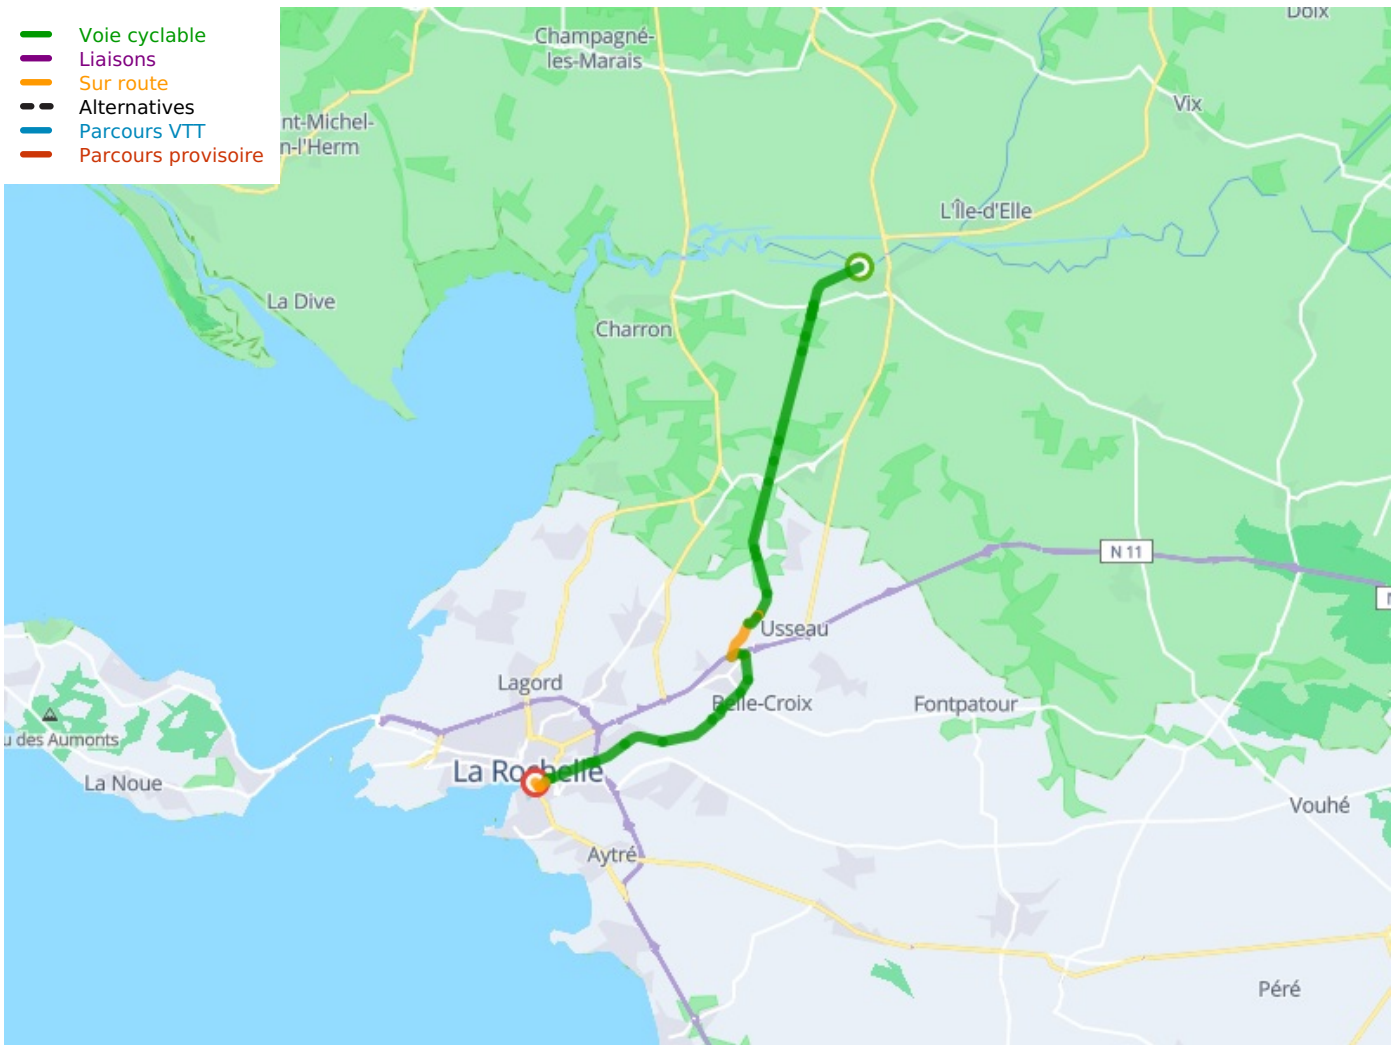 Voie cyclable
Liaisons
Sur route
Alternatives
Parcours VTT
Parcours provisoire
Doix
Champagné-
les-Marais
Vix
nt-Michel-
n-l'Herm
L'Île-d'Elle
La Dive
Charron
N 11
N
Usseau
Lagord
Belle-Croix
Fontpatour
u des Aumonts
La Noue
La Rochelle
Vouhé
Aytré
Péré